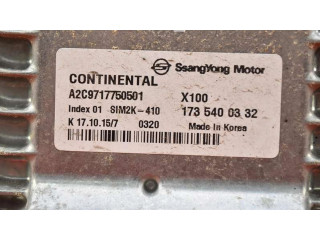 SsangYong Motor
CONTINENTAL
A2C9717750501 X100
Index 01 SIM2K-410 173 540 03 32
K 17.10.15/7 0320 Made in Korea